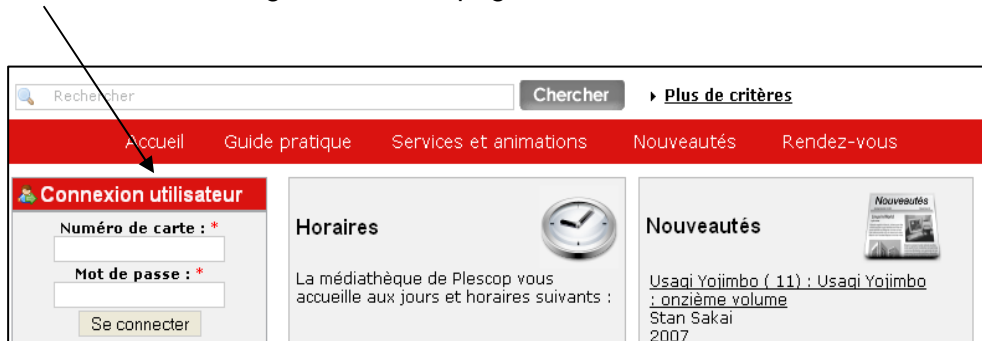 Rechercher
Chercher
Plus de critères
Accueil Guide pratique Services et animations Nouveautés Rendez-vous
Connexion utilisateur
Numéro de carte : *
Mot de passe : *
Se connecter
Horaires
La médiathèque de Plescop vous
accueille aux jours et horaires suivants :
Nouveautés
Nouveautés
Usagi Yojimbo ( 11) : Usagi Yojimbo
: onzième volume
Stan Sakai
2007